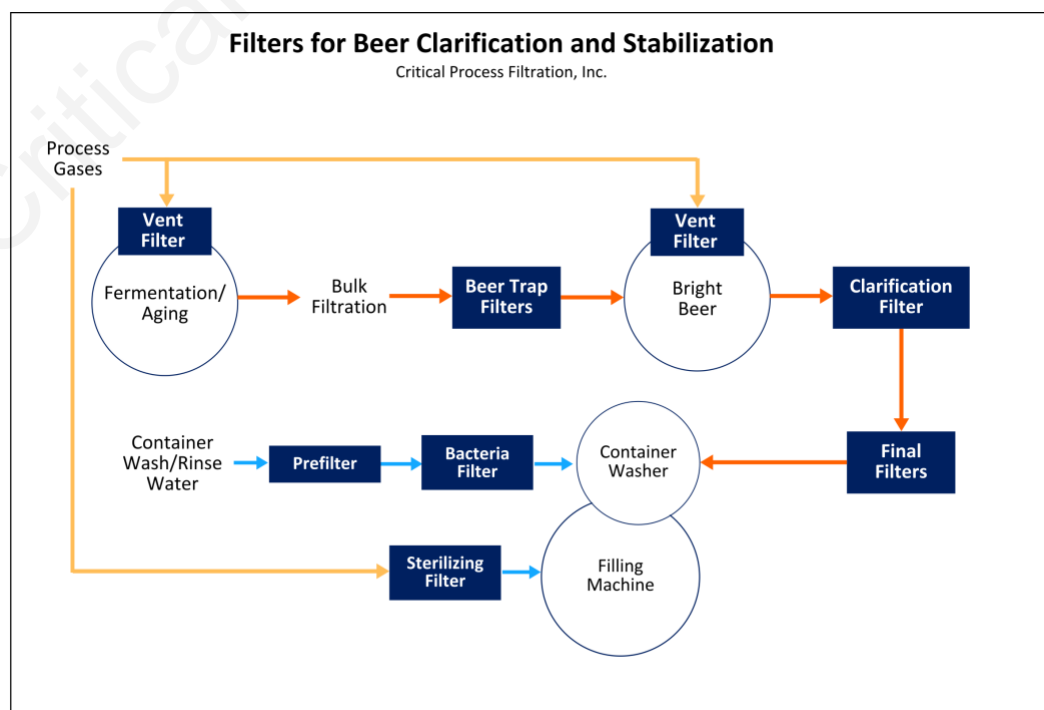 Filters for Beer Clarification and Stabilization
Critical Process Filtration, Inc.
Critical
Process
Gases
Vent
Filter
Vent
Filter
Fermentation/
Aging
Bulk
Filtration
Beer Trap
Filters
Bright
Beer
Clarification
Filter
Container
Wash/Rinse
Water
Prefilter
Bacteria
Filter
Container
Washer
Final
Filters
Sterilizing
Filter
Filling
Machine